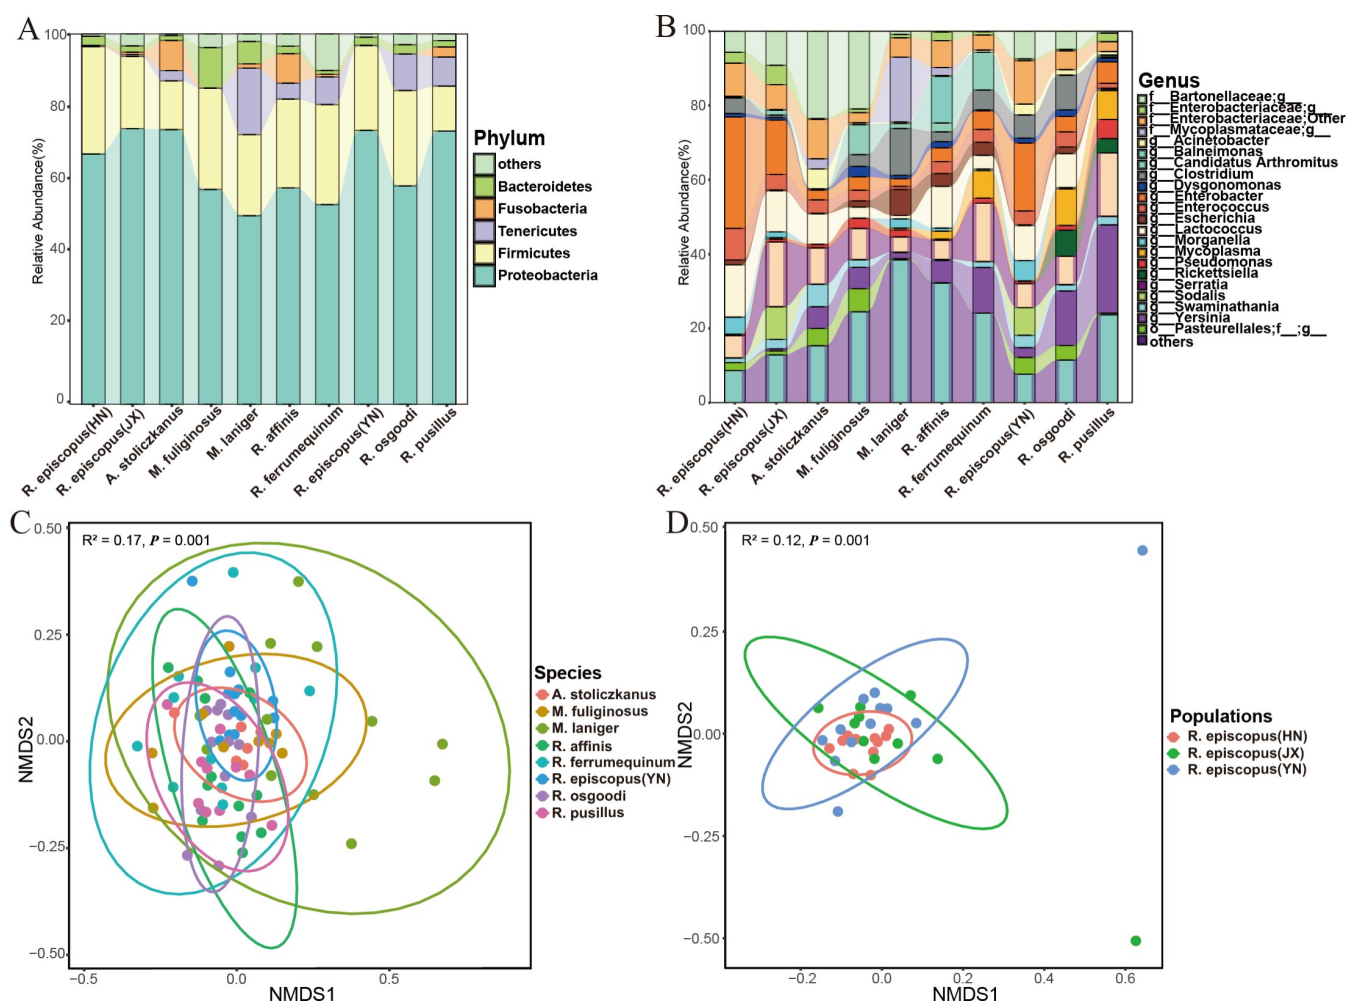 A
Relative Abundance(%)
100
80
60
40
20
0
R. episcopus(HN)
R. episcopus(JX)
A. stoliczkanus
M. fuliginosus
M. laniger
R. affinis
R. ferrumequinum
R. episcopus(YN)
R. osgoodi
R. pusillus
Phylum
others
Bacteroidetes
Fusobacteria
Tenericutes
Firmicutes
Proteobacteria
B
Relative Abundance(%)
100
80
60
40
20
0
R. episcopus(HN)
R. episcopus(JX)
A. stoliczkanus
M. fuliginosus
M. laniger
R. affinis
R. ferrumequinum
R. episcopus(YN)
R. osgoodi
R. pusillus
Genus
f__Bartonellaceae;g__
f__Enterobacteriaceae;g__
f__Enterobacteriaceae;Other
f__Mycoplasmataceae;g__
g__Acinetobacter
g__Balneimonas
g__Candidatus Arthromitus
g__Clostridium
g__Dysgonomonas
g__Enterobacter
g__Enterococcus
g__Escherichia
g__Lactococcus
g__Morganella
g__Mycoplasma
g__Pseudomonas
g__Rickettsiella
g__Serratia
g__Sodalis
g__Swaminathania
g__Yersinia
o__Pasteurellales;f__;g__
others
C
R² = 0.17, P = 0.001
NMDS2
0.50
0.25
0.00
−0.25
−0.50
−0.5
0.0
0.5
NMDS1
Species
A. stoliczkanus
M. fuliginosus
M. laniger
R. affinis
R. ferrumequinum
R. episcopus(YN)
R. osgoodi
R. pusillus
D
R² = 0.12, P = 0.001
NMDS2
0.50
0.25
0.00
−0.25
−0.50
−0.2
0.0
0.2
0.4
0.6
NMDS1
Populations
R. episcopus(HN)
R. episcopus(JX)
R. episcopus(YN)